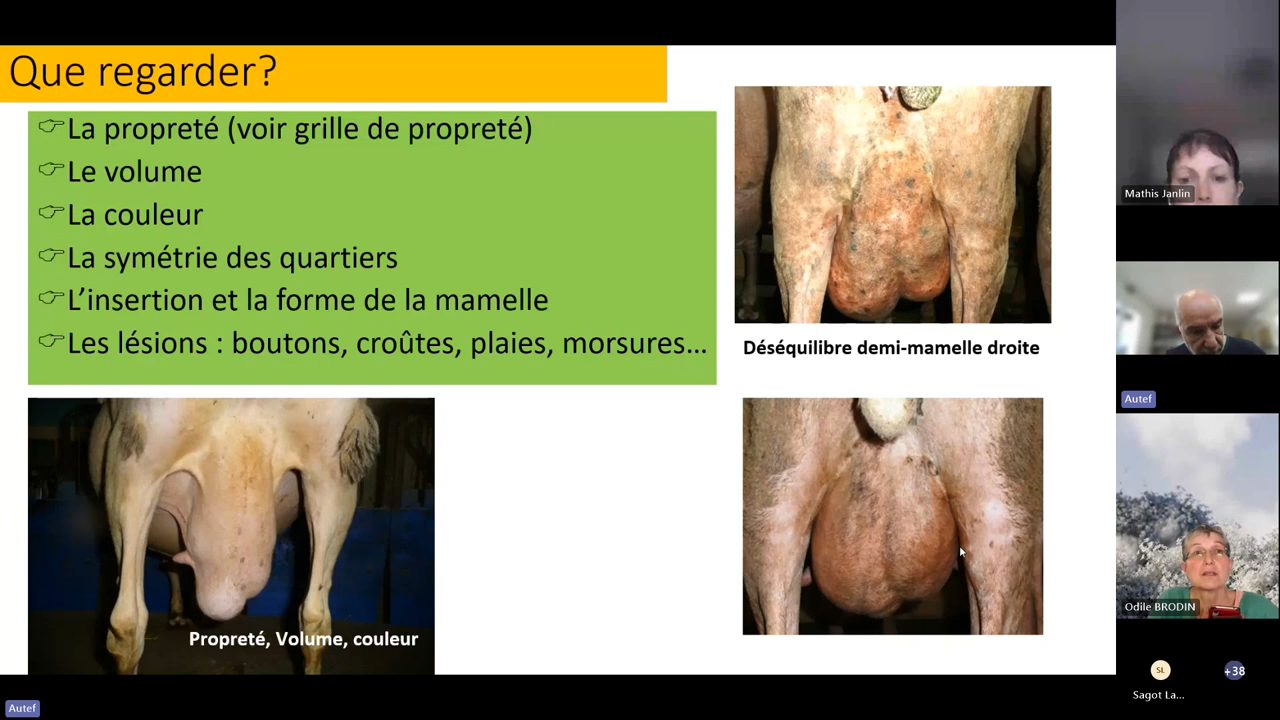 Que regarder?
☞La propreté (voir grille de propreté)
☞Le volume
☞La couleur
☞La symétrie des quartiers
☞L’insertion et la forme de la mamelle
☞Les lésions : boutons, croûtes, plaies, morsures…
Déséquilibre demi-mamelle droite
Propreté, Volume, couleur
Autef
Mathis Janlin
Autef
Odile BRODIN
SL
+38
Sagot La...